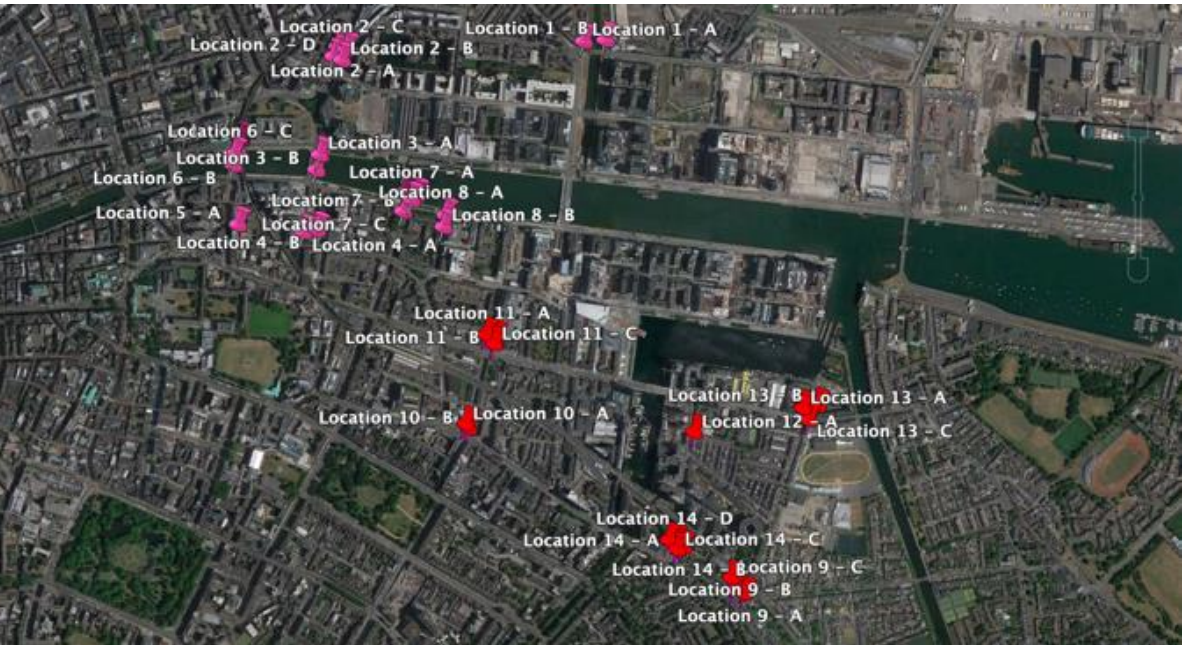 Location 2 – C
Location 1 – B
Location 1 – A
Location 2 – D
Location 2 – B
Location 2 – A
Location 6 – C
Location 3 – A
Location 3 – B
Location 6 – B
Location 7 – A
Location 8 – A
Location 7 – B
Location 5 – A
Location 8 – B
Location 7 – C
Location 4 – B
Location 4 – A
Location 11 – A
Location 11 – B
Location 11 – C
Location 13 – B
Location 13 – A
Location 10 – B
Location 10 – A
Location 12 – A
Location 13 – C
Location 14 – D
Location 14 – A
Location 14 – C
Location 14 – B
Location 9 – C
Location 9 – B
Location 9 – A